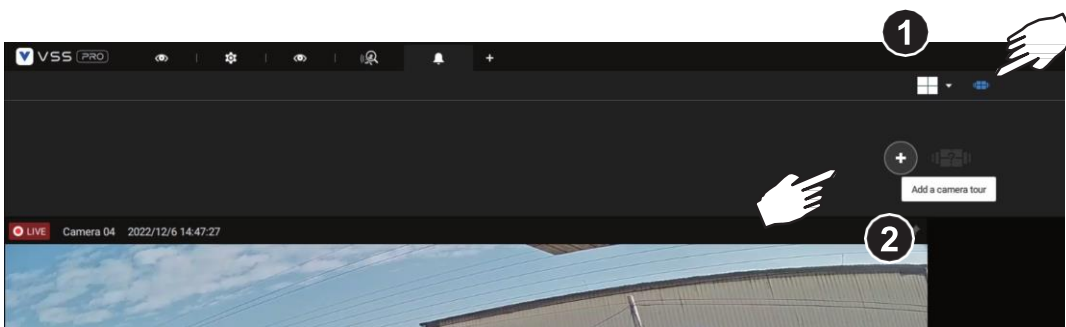 1
VSS PRO
+
+
Add a camera tour
LIVE Camera 04 2022/12/6 14:47:27
2